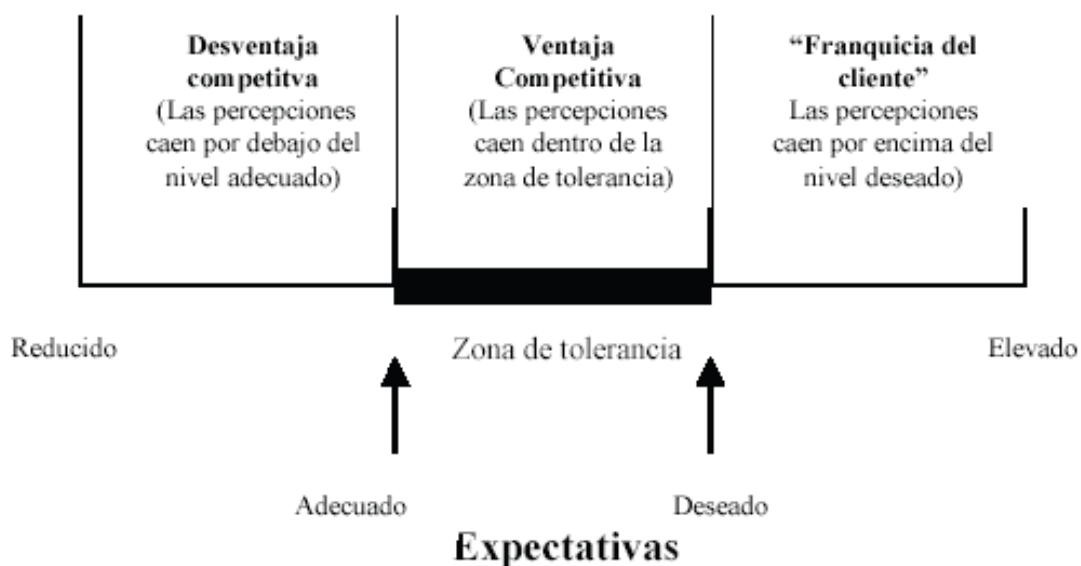 Desventaja
competitva
(Las percepciones
caen por debajo del
nivel adecuado)
Ventaja
Competitiva
(Las percepciones
caen dentro de la
zona de tolerancia)
“Franquicia del
cliente”
Las percepciones
caen por encima del
nivel deseado)
Reducido
Zona de tolerancia
Elevado
Adecuado
Deseado
Expectativas